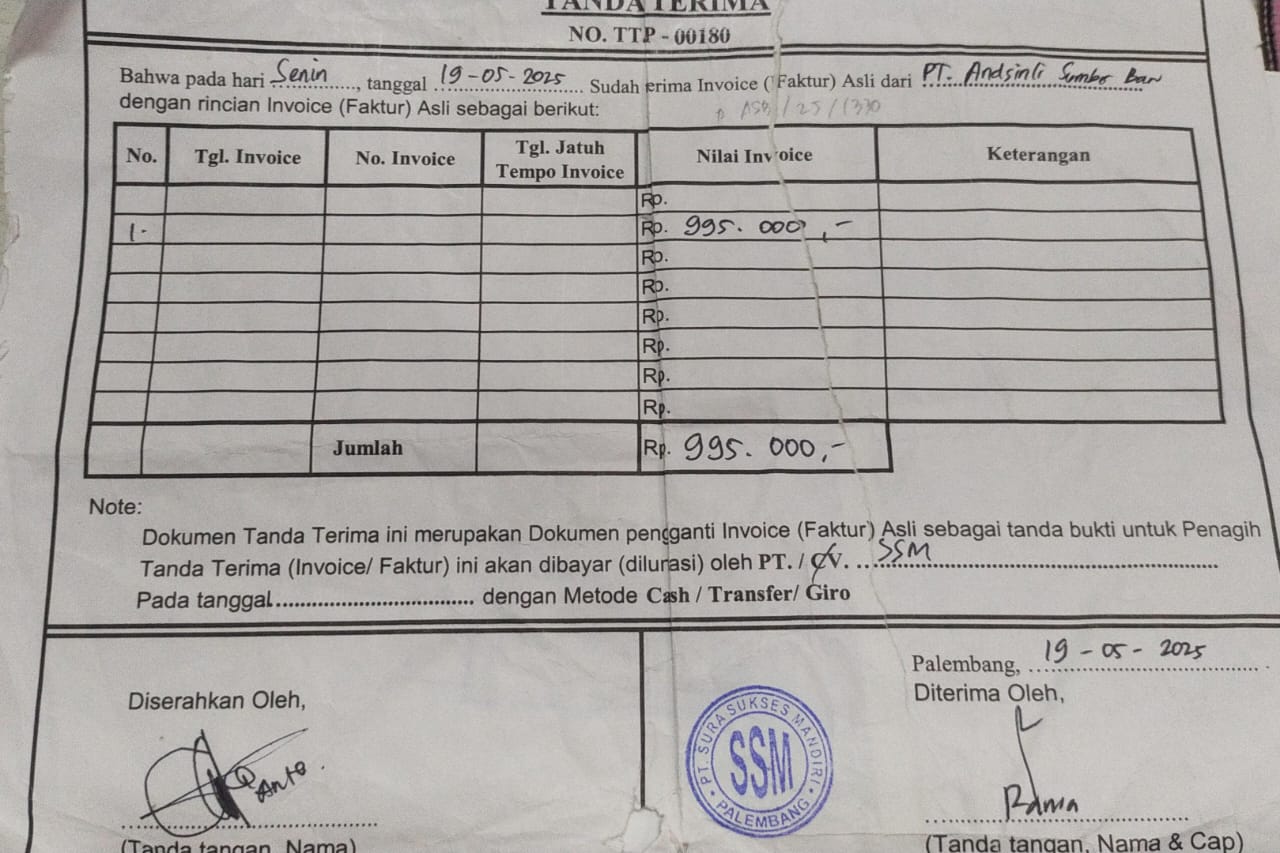 TANDA TERIMA
NO. TTP - 00180
Bahwa pada hari Senin, tanggal 19-05-2025 Sudah erima Invoice (Faktur) Asli dari PT. Andsinli Sumber Baru
dengan rincian Invoice (Faktur) Asli sebagai berikut:
ASB/25/1330
No. Tgl. Invoice No. Invoice Tgl. Jatuh Tempo Invoice Nilai Invoice Keterangan
Rp.
1. Rp. 995.000,-
Rp.
Rp.
Rp.
Rp.
Rp.
Rp.
Jumlah Rp. 995.000,-
Note:
Dokumen Tanda Terima ini merupakan Dokumen pengganti Invoice (Faktur) Asli sebagai tanda bukti untuk Penagih
Tanda Terima (Invoice/ Faktur) ini akan dibayar (dilurasi) oleh PT. / CV. SSM
Pada tanggal................................... dengan Metode Cash / Transfer/ Giro
Palembang, 19-05-2025
Diserahkan Oleh, Diterima Oleh,
PT. SURA SUKSES MANDIRI
SSM
PALEMBANG
Anto. Rama
(Tanda tangan, Nama) (Tanda tangan, Nama & Cap)